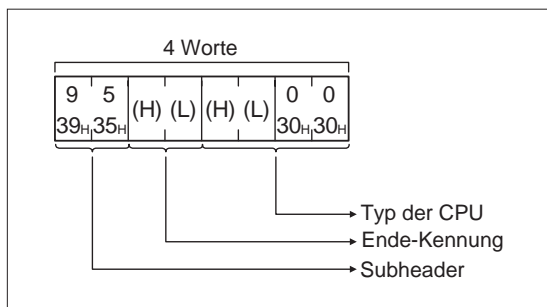 4 Worte
9 5 (H) (L) (H) (L) 0 0
39H 35H 30H 30H
Typ der CPU
Ende-Kennung
Subheader